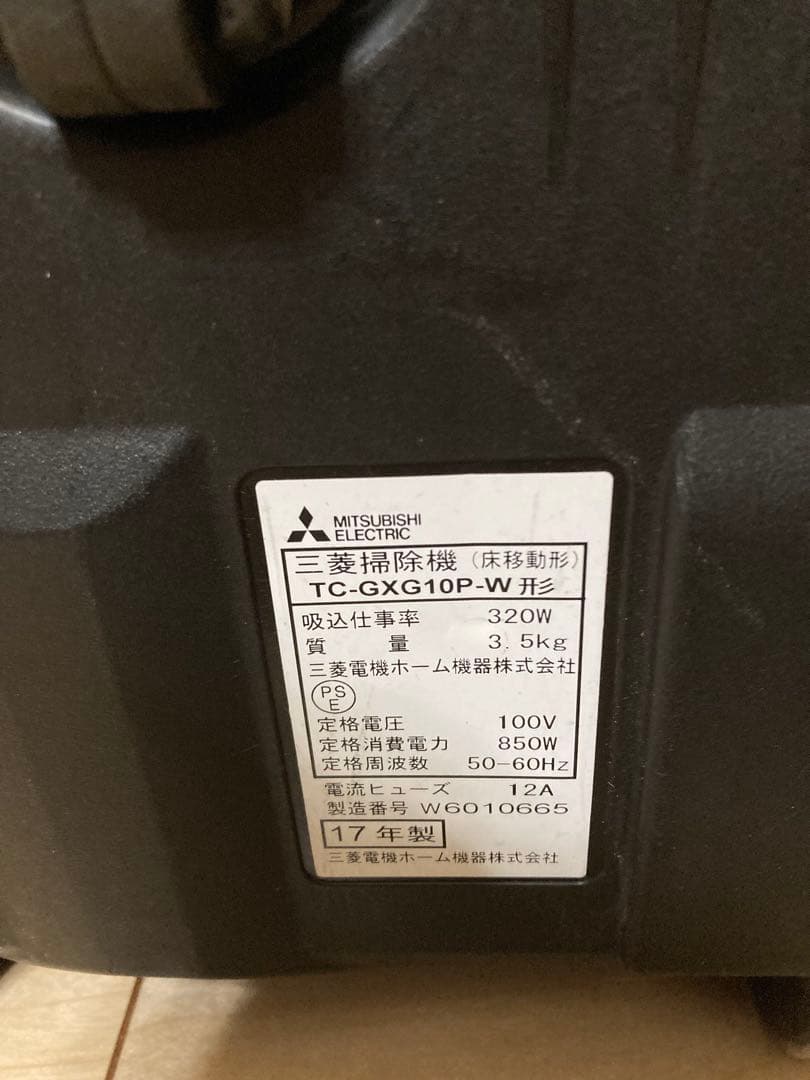 MITSUBISHI
ELECTRIC
三菱掃除機（床移動形）
TC-GXG10P-W形
吸込仕事率 320W
質量 3.5kg
三菱電機ホーム機器株式会社
PS
E
定格電圧 100V
定格消費電力 850W
定格周波数 50-60Hz
電流ヒューズ 12A
製造番号 W6010665
17年製
三菱電機ホーム機器株式会社